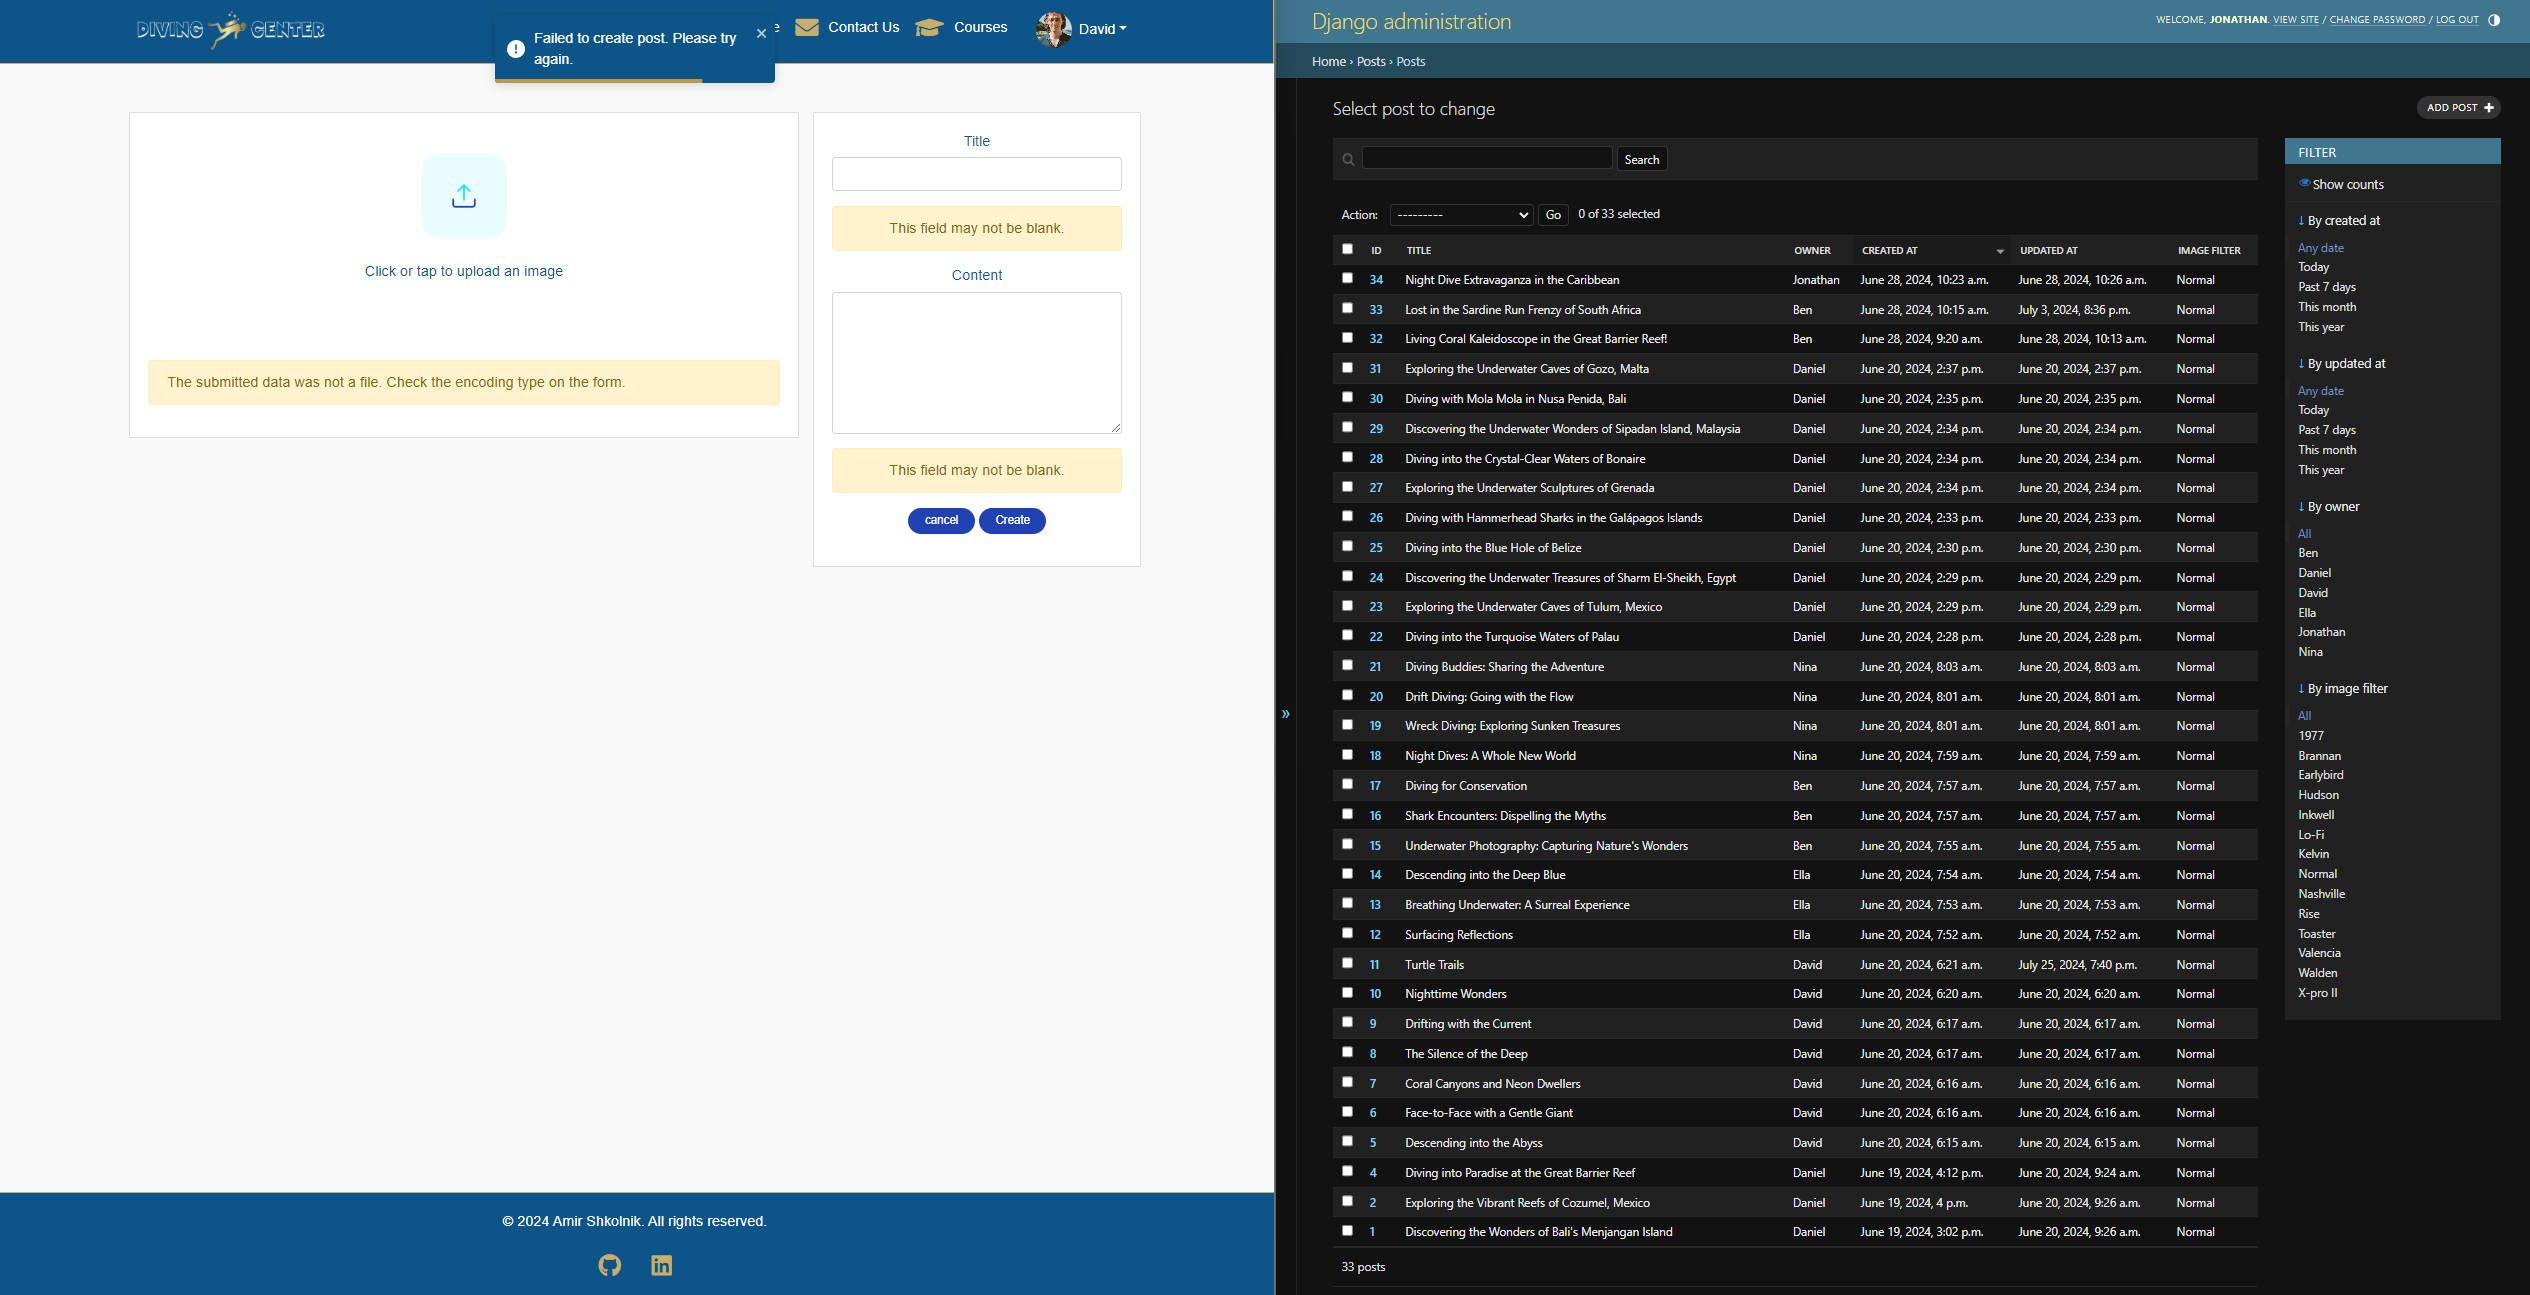 DIVING CENTER
Failed to create post. Please try
again.
e
Contact Us
Courses
David
Click or tap to upload an image
The submitted data was not a file. Check the encoding type on the form.
Title
This field may not be blank.
Content
This field may not be blank.
cancel
Create
© 2024 Amir Shkolnik. All rights reserved.
Django administration
WELCOME, JONATHAN. VIEW SITE / CHANGE PASSWORD / LOG OUT
Home › Posts › Posts
»
Select post to change
ADD POST
Search
Action: --------- Go 0 of 33 selected
ID TITLE OWNER CREATED AT UPDATED AT IMAGE FILTER
34 Night Dive Extravaganza in the Caribbean Jonathan June 28, 2024, 10:23 a.m. June 28, 2024, 10:26 a.m. Normal
33 Lost in the Sardine Run Frenzy of South Africa Ben June 28, 2024, 10:15 a.m. July 3, 2024, 8:36 p.m. Normal
32 Living Coral Kaleidoscope in the Great Barrier Reef! Ben June 28, 2024, 9:20 a.m. June 28, 2024, 10:13 a.m. Normal
31 Exploring the Underwater Caves of Gozo, Malta Daniel June 20, 2024, 2:37 p.m. June 20, 2024, 2:37 p.m. Normal
30 Diving with Mola Mola in Nusa Penida, Bali Daniel June 20, 2024, 2:35 p.m. June 20, 2024, 2:35 p.m. Normal
29 Discovering the Underwater Wonders of Sipadan Island, Malaysia Daniel June 20, 2024, 2:34 p.m. June 20, 2024, 2:34 p.m. Normal
28 Diving into the Crystal-Clear Waters of Bonaire Daniel June 20, 2024, 2:34 p.m. June 20, 2024, 2:34 p.m. Normal
27 Exploring the Underwater Sculptures of Grenada Daniel June 20, 2024, 2:34 p.m. June 20, 2024, 2:34 p.m. Normal
26 Diving with Hammerhead Sharks in the Galápagos Islands Daniel June 20, 2024, 2:33 p.m. June 20, 2024, 2:33 p.m. Normal
25 Diving into the Blue Hole of Belize Daniel June 20, 2024, 2:30 p.m. June 20, 2024, 2:30 p.m. Normal
24 Discovering the Underwater Treasures of Sharm El-Sheikh, Egypt Daniel June 20, 2024, 2:29 p.m. June 20, 2024, 2:29 p.m. Normal
23 Exploring the Underwater Caves of Tulum, Mexico Daniel June 20, 2024, 2:29 p.m. June 20, 2024, 2:29 p.m. Normal
22 Diving into the Turquoise Waters of Palau Daniel June 20, 2024, 2:28 p.m. June 20, 2024, 2:28 p.m. Normal
21 Diving Buddies: Sharing the Adventure Nina June 20, 2024, 8:03 a.m. June 20, 2024, 8:03 a.m. Normal
20 Drift Diving: Going with the Flow Nina June 20, 2024, 8:01 a.m. June 20, 2024, 8:01 a.m. Normal
19 Wreck Diving: Exploring Sunken Treasures Nina June 20, 2024, 8:01 a.m. June 20, 2024, 8:01 a.m. Normal
18 Night Dives: A Whole New World Nina June 20, 2024, 7:59 a.m. June 20, 2024, 7:59 a.m. Normal
17 Diving for Conservation Ben June 20, 2024, 7:57 a.m. June 20, 2024, 7:57 a.m. Normal
16 Shark Encounters: Dispelling the Myths Ben June 20, 2024, 7:57 a.m. June 20, 2024, 7:57 a.m. Normal
15 Underwater Photography: Capturing Nature's Wonders Ben June 20, 2024, 7:55 a.m. June 20, 2024, 7:55 a.m. Normal
14 Descending into the Deep Blue Ella June 20, 2024, 7:54 a.m. June 20, 2024, 7:54 a.m. Normal
13 Breathing Underwater: A Surreal Experience Ella June 20, 2024, 7:53 a.m. June 20, 2024, 7:53 a.m. Normal
12 Surfacing Reflections Ella June 20, 2024, 7:52 a.m. June 20, 2024, 7:52 a.m. Normal
11 Turtle Trails David June 20, 2024, 6:21 a.m. July 25, 2024, 7:40 p.m. Normal
10 Nighttime Wonders David June 20, 2024, 6:20 a.m. June 20, 2024, 6:20 a.m. Normal
9 Drifting with the Current David June 20, 2024, 6:17 a.m. June 20, 2024, 6:17 a.m. Normal
8 The Silence of the Deep David June 20, 2024, 6:17 a.m. June 20, 2024, 6:17 a.m. Normal
7 Coral Canyons and Neon Dwellers David June 20, 2024, 6:16 a.m. June 20, 2024, 6:16 a.m. Normal
6 Face-to-Face with a Gentle Giant David June 20, 2024, 6:16 a.m. June 20, 2024, 6:16 a.m. Normal
5 Descending into the Abyss David June 20, 2024, 6:15 a.m. June 20, 2024, 6:15 a.m. Normal
4 Diving into Paradise at the Great Barrier Reef Daniel June 19, 2024, 4:12 p.m. June 20, 2024, 9:24 a.m. Normal
2 Exploring the Vibrant Reefs of Cozumel, Mexico Daniel June 19, 2024, 4 p.m. June 20, 2024, 9:26 a.m. Normal
1 Discovering the Wonders of Bali's Menjangan Island Daniel June 19, 2024, 3:02 p.m. June 20, 2024, 9:26 a.m. Normal
33 posts
FILTER
Show counts
↓ By created at
Any date
Today
Past 7 days
This month
This year
↓ By updated at
Any date
Today
Past 7 days
This month
This year
↓ By owner
All
Ben
Daniel
David
Ella
Jonathan
Nina
↓ By image filter
All
1977
Brannan
Earlybird
Hudson
Inkwell
Lo-Fi
Kelvin
Normal
Nashville
Rise
Toaster
Valencia
Walden
X-pro II